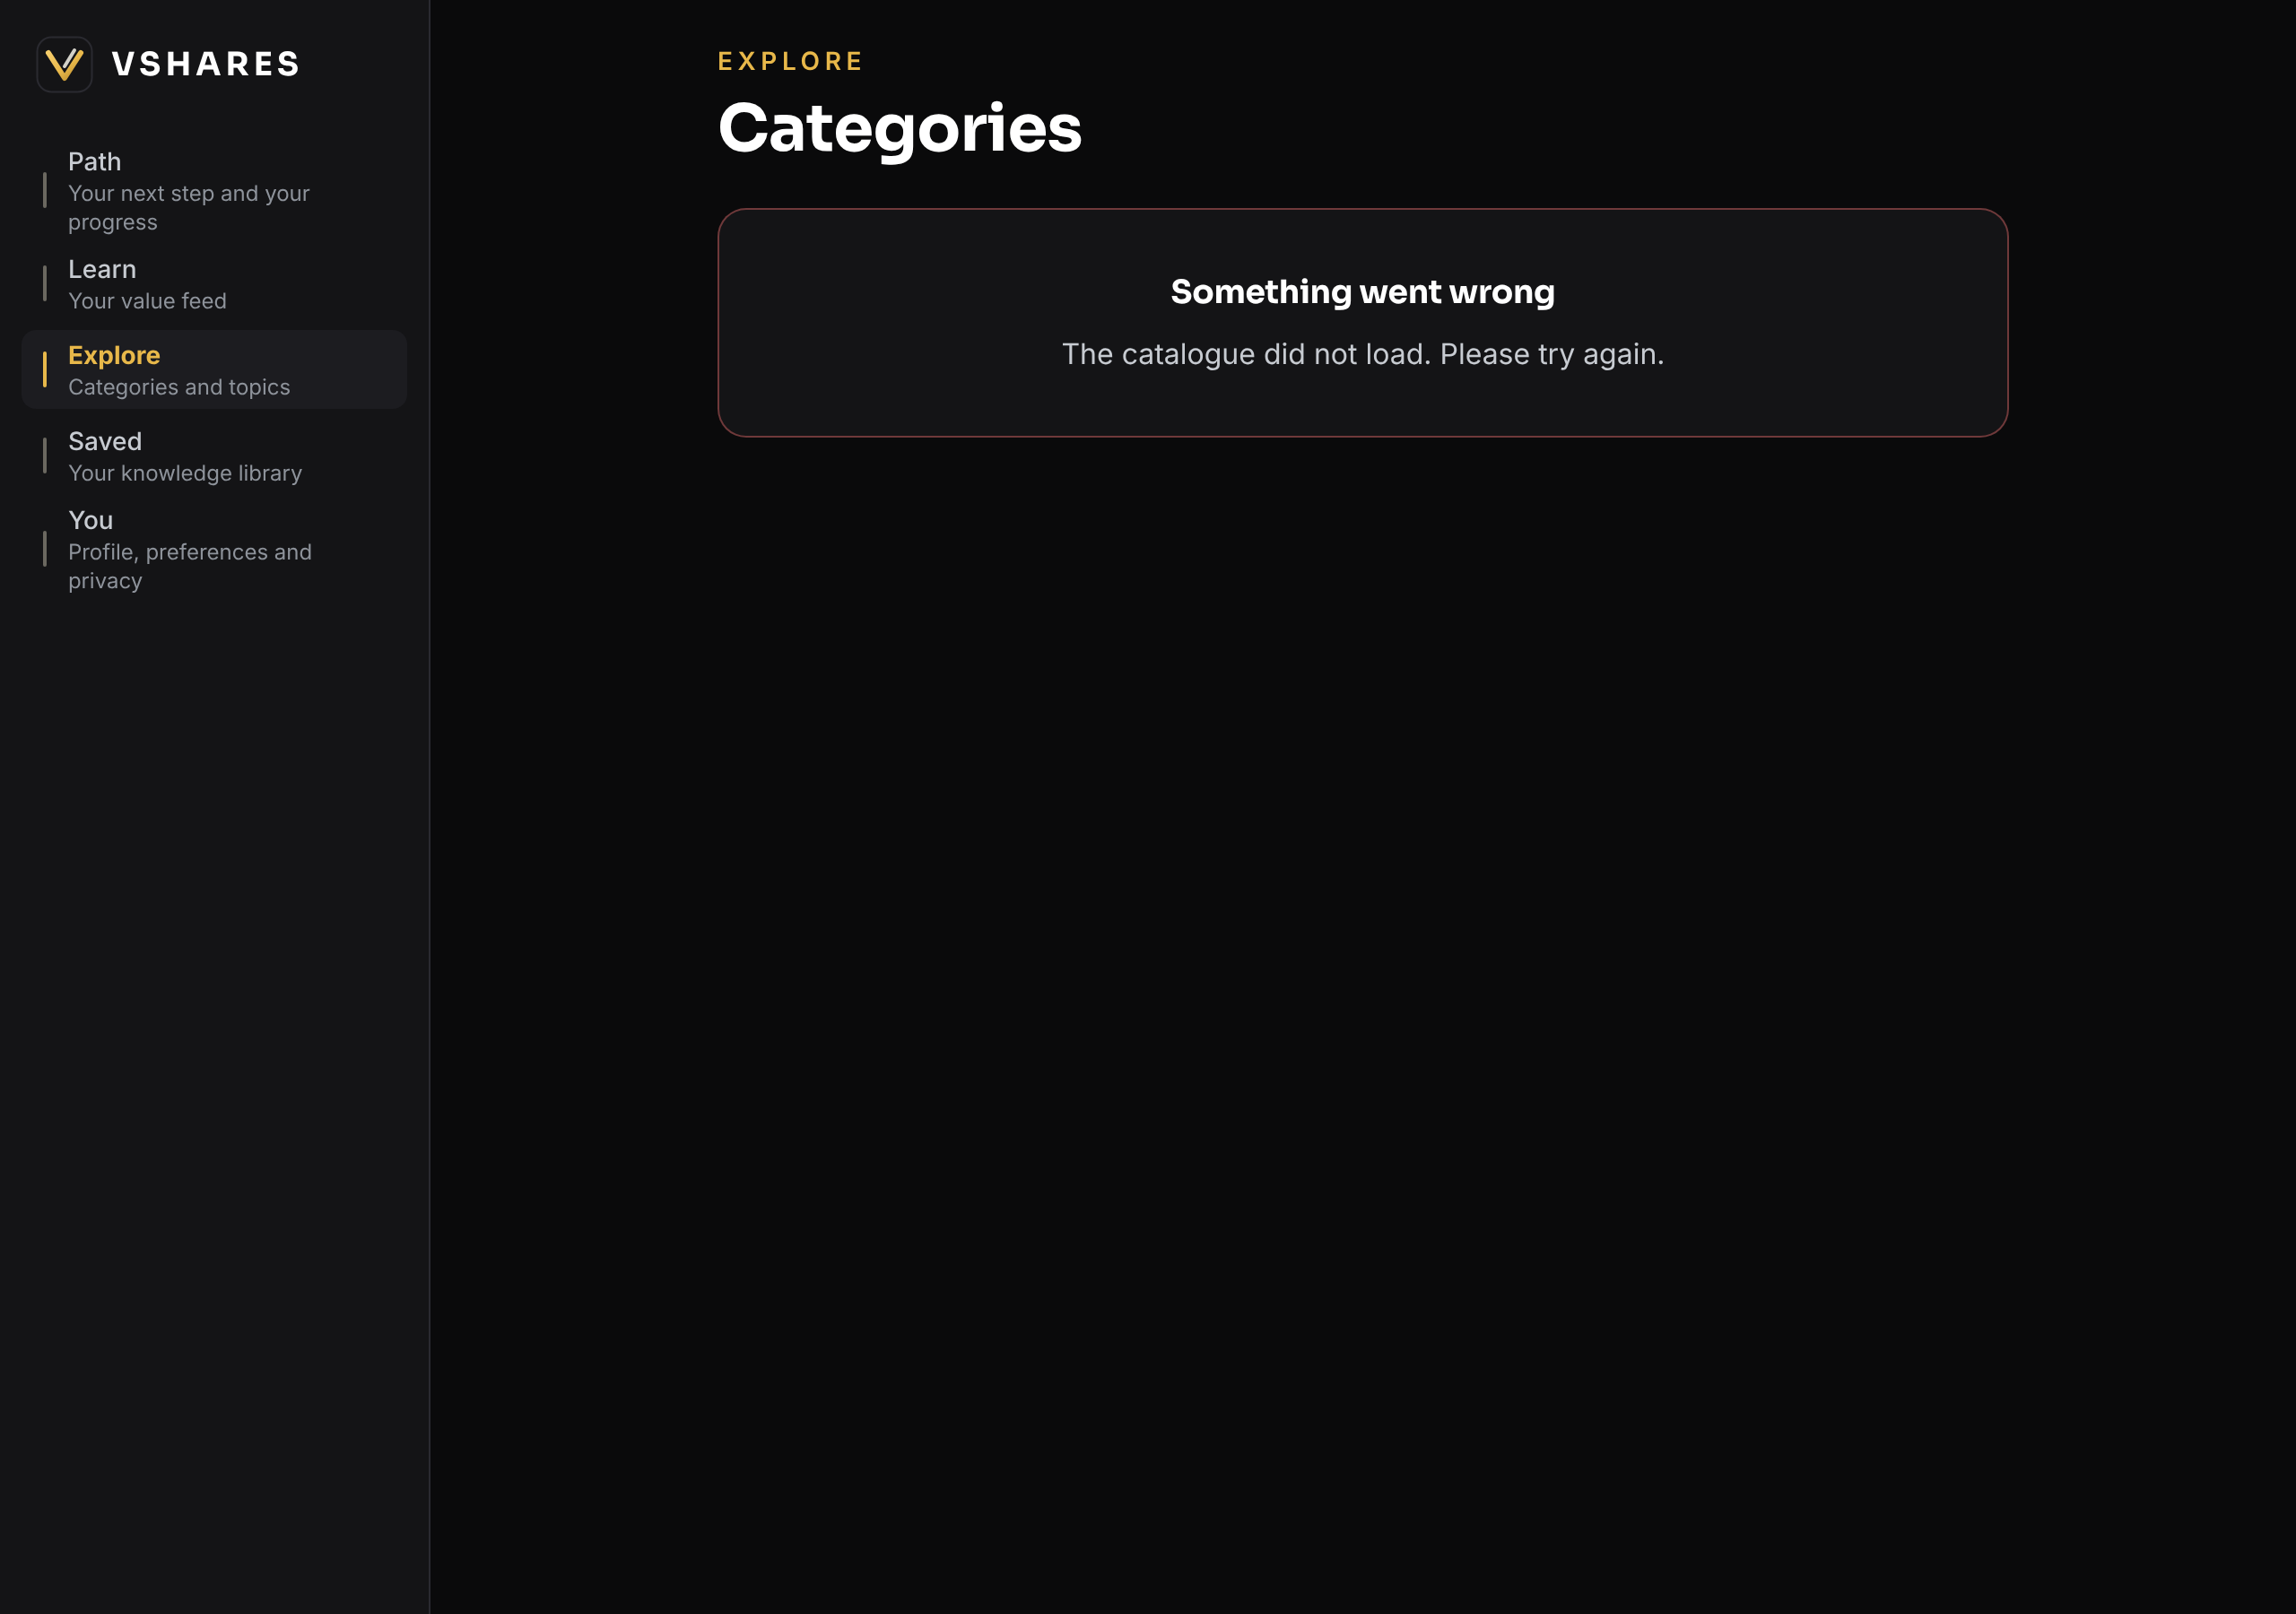 VSHARES
Path
Your next step and your
progress
Learn
Your value feed
Explore
Categories and topics
Saved
Your knowledge library
You
Profile, preferences and
privacy
EXPLORE
Categories
Something went wrong
The catalogue did not load. Please try again.